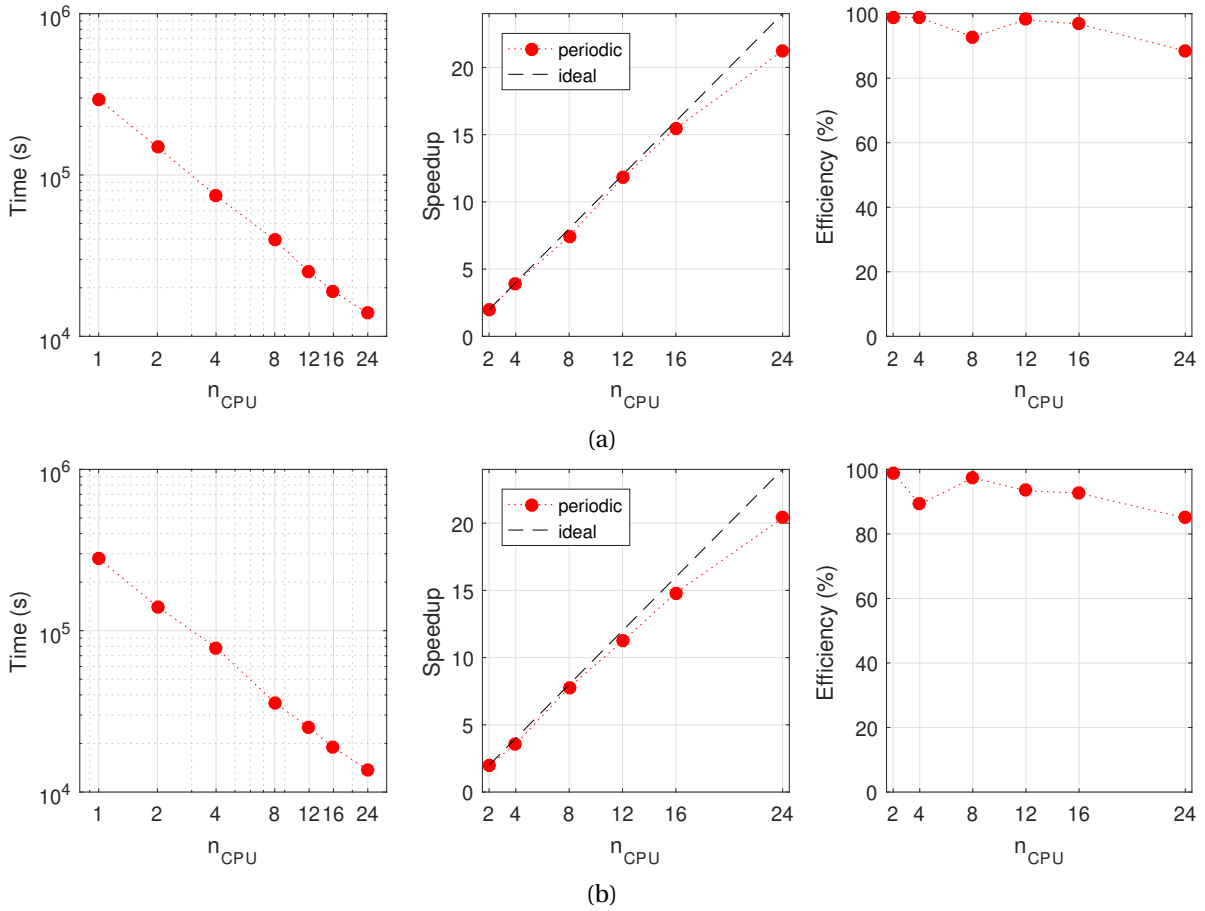 10^6
10^5
10^4
Time (s)
1 2 4 8 12 16 24
n_CPU
20
15
10
5
0
Speedup
periodic
ideal
2 4 8 12 16 24
n_CPU
100
80
60
40
20
0
Efficiency (%)
2 4 8 12 16 24
n_CPU
(a)
10^6
10^5
10^4
Time (s)
1 2 4 8 12 16 24
n_CPU
20
15
10
5
0
Speedup
periodic
ideal
2 4 8 12 16 24
n_CPU
100
80
60
40
20
0
Efficiency (%)
2 4 8 12 16 24
n_CPU
(b)